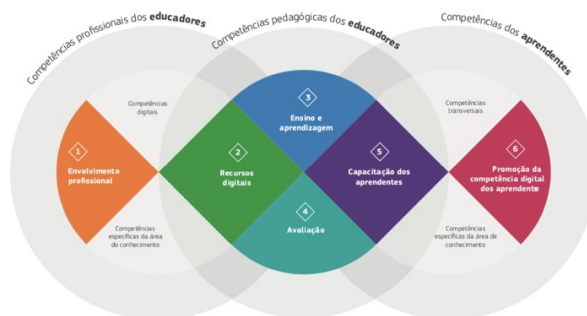 Competências profissionais dos educadores
Competências pedagógicas dos educadores
Competências dos aprendentes
Competências
digitais
1
Envolvimento
profissional
Competências
específicas da área
do conhecimento
2
Recursos
digitais
3
Ensino e
aprendizagem
4
Avaliação
5
Capacitação dos
aprendentes
Competências
transversais
6
Promoção da
competência digital
dos aprendente
Competências
específicas da área de
conhecimento